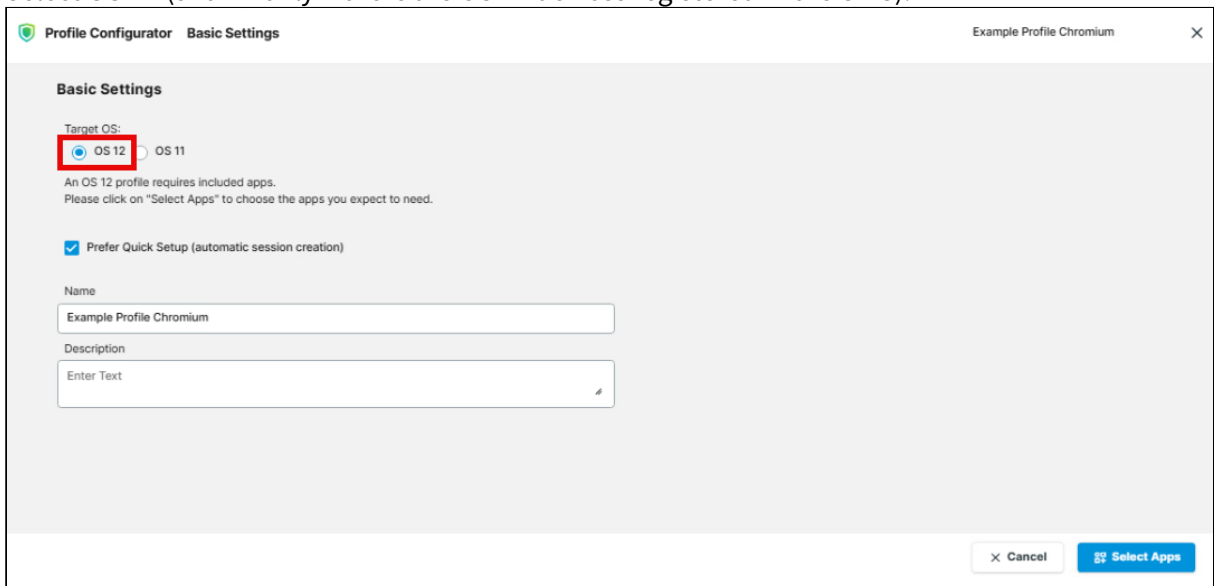 Profile Configurator Basic Settings Example Profile Chromium
Basic Settings
Target OS:
OS 12 OS 11
An OS 12 profile requires included apps.
Please click on "Select Apps" to choose the apps you expect to need.
Prefer Quick Setup (automatic session creation)
Name
Example Profile Chromium
Description
Enter Text
Cancel Select Apps